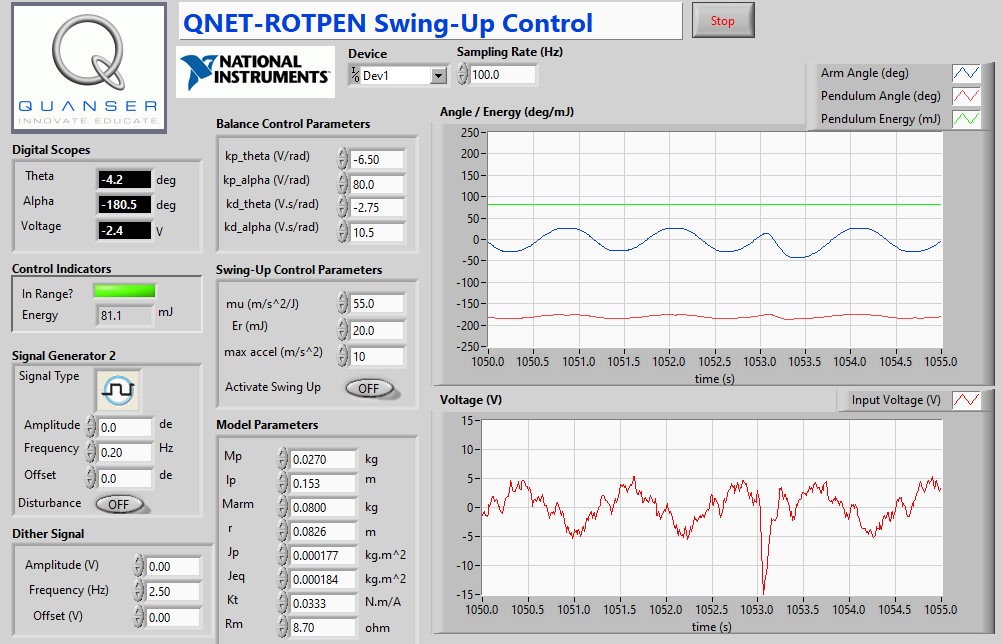 QUANSER
INNOVATE. EDUCATE.
QNET-ROTPEN Swing-Up Control
Stop
NATIONAL
INSTRUMENTS
Device
Dev1
Sampling Rate (Hz)
100.0
Digital Scopes
Theta -4.2 deg
Alpha -180.5 deg
Voltage -2.4 V
Control Indicators
In Range?
Energy 81.1 mJ
Signal Generator 2
Signal Type
Amplitude 0.0 de
Frequency 0.20 Hz
Offset 0.0 de
Disturbance OFF
Dither Signal
Amplitude (V) 0.00
Frequency (Hz) 2.50
Offset (V) 0.00
Balance Control Parameters
kp_theta (V/rad) -6.50
kp_alpha (V/rad) 80.0
kd_theta (V.s/rad) -2.75
kd_alpha (V.s/rad) 10.5
Swing-Up Control Parameters
mu (m/s^2/J) 55.0
Er (mJ) 20.0
max accel (m/s^2) 10
Activate Swing Up OFF
Model Parameters
Mp 0.0270 kg
lp 0.153 m
Marm 0.0800 kg
r 0.0826 m
Jp 0.000177 kg.m^2
Jeq 0.000184 kg.m^2
Kt 0.0333 N.m/A
Rm 8.70 ohm
Arm Angle (deg)
Pendulum Angle (deg)
Pendulum Energy (mJ)
Angle / Energy (deg/mJ)
250
200
150
100
50
0
-50
-100
-150
-200
-250
1050.0 1050.5 1051.0 1051.5 1052.0 1052.5 1053.0 1053.5 1054.0 1054.5 1055.0
time (s)
Voltage (V)
Input Voltage (V)
15
10
5
0
-5
-10
-15
1050.0 1050.5 1051.0 1051.5 1052.0 1052.5 1053.0 1053.5 1054.0 1054.5 1055.0
time (s)